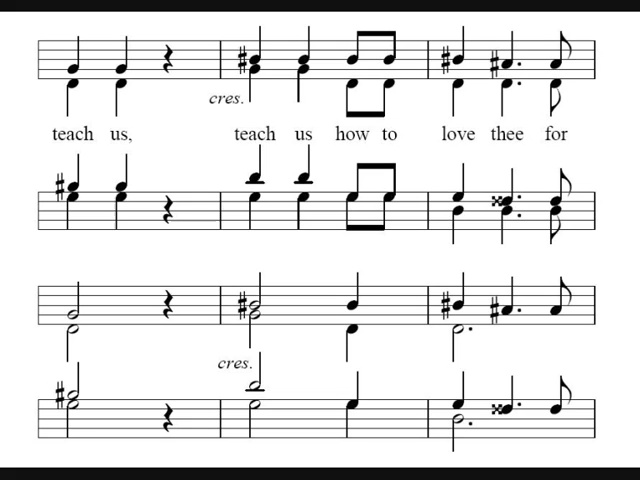 cres.
teach us, teach us how to love thee for
cres.